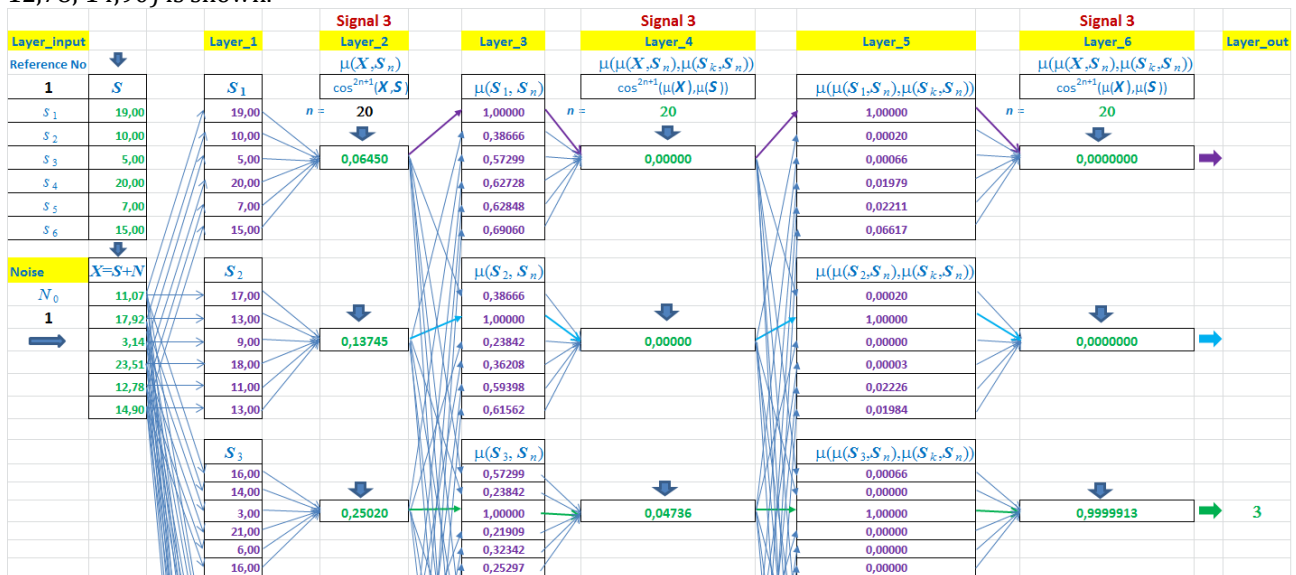 12,78, 14,90} is shown.
Signal 3 Signal 3 Signal 3
Layer_input Layer_1 Layer_2 Layer_3 Layer_4 Layer_5 Layer_6 Layer_out
Reference No μ(X,Sn) μ(μ(X,Sn),μ(Sk,Sn)) μ(μ(X,Sn),μ(Sk,Sn))
1 S S1 cos2n+1(X,S) μ(S1, Sn) cos2n+1(μ(X),μ(S)) μ(μ(S1,Sn),μ(Sk,Sn)) cos2n+1(μ(X),μ(S))
S1 19,00 19,00 n = 20 1,00000 n = 20 1,00000 n = 20
S2 10,00 10,00 0,38666 0,00020
S3 5,00 5,00 0,06450 0,57299 0,00000 0,00066 0,0000000
S4 20,00 20,00 0,62728 0,01979
S5 7,00 7,00 0,62848 0,02211
S6 15,00 15,00 0,69060 0,06617
Noise X=S+N S2 μ(S2, Sn) μ(μ(S2,Sn),μ(Sk,Sn))
N0 11,07 17,00 0,38666 0,00020
1 17,92 13,00 1,00000 1,00000
3,14 9,00 0,13745 0,23842 0,00000 0,00000 0,0000000
23,51 18,00 0,36208 0,00003
12,78 11,00 0,59398 0,02226
14,90 13,00 0,61562 0,01984
S3 μ(S3, Sn) μ(μ(S3,Sn),μ(Sk,Sn))
16,00 0,57299 0,00066
14,00 0,23842 0,00000
3,00 0,25020 1,00000 0,04736 1,00000 0,9999913 3
21,00 0,21909 0,00000
6,00 0,32342 0,00000
16,00 0,25297 0,00000